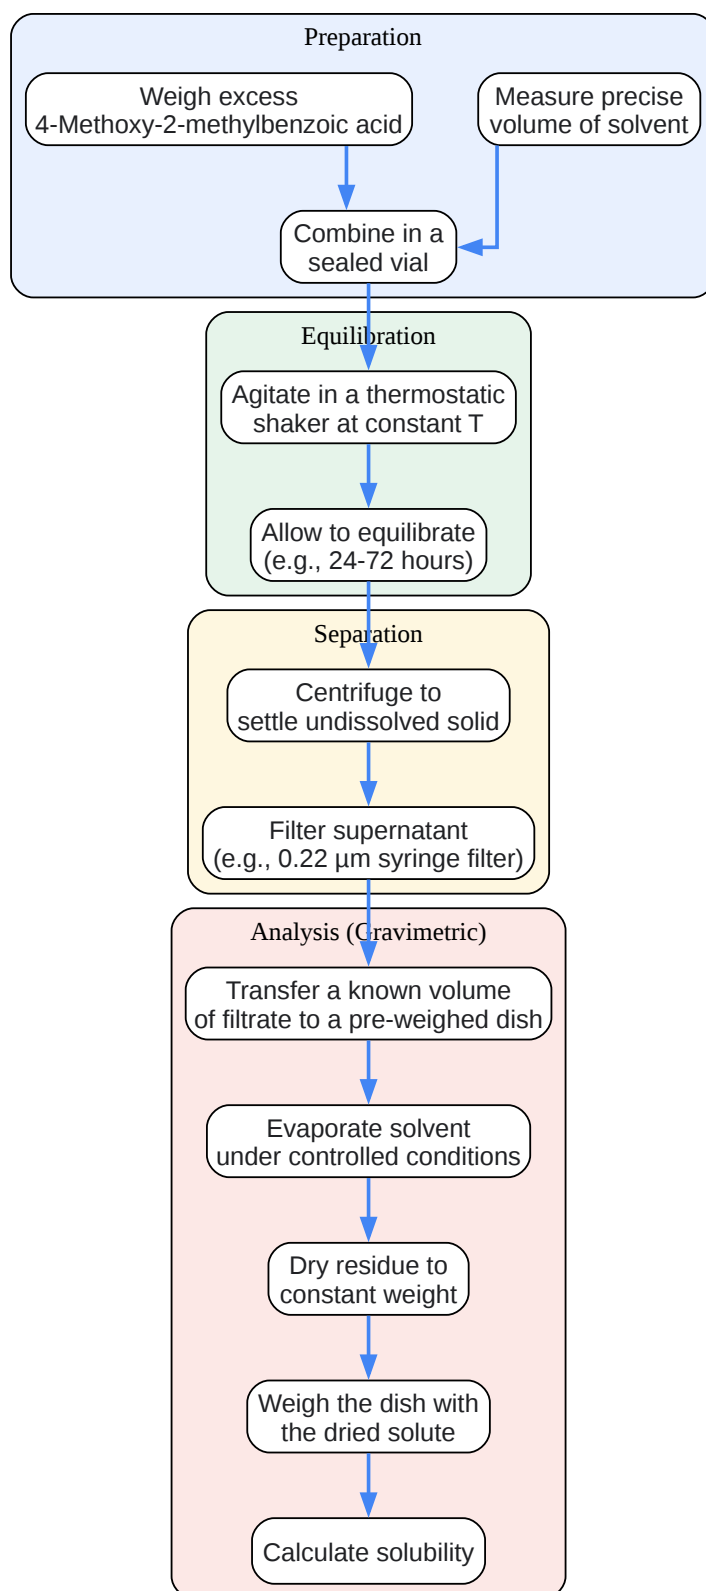 Preparation
Weigh excess
4-Methoxy-2-methylbenzoic acid
Measure precise
volume of solvent
Combine in a
sealed vial
Equilibration
Agitate in a thermostatic
shaker at constant T
Allow to equilibrate
(e.g., 24-72 hours)
Separation
Centrifuge to
settle undissolved solid
Filter supernatant
(e.g., 0.22 µm syringe filter)
Analysis (Gravimetric)
Transfer a known volume
of filtrate to a pre-weighed dish
Evaporate solvent
under controlled conditions
Dry residue to
constant weight
Weigh the dish with
the dried solute
Calculate solubility